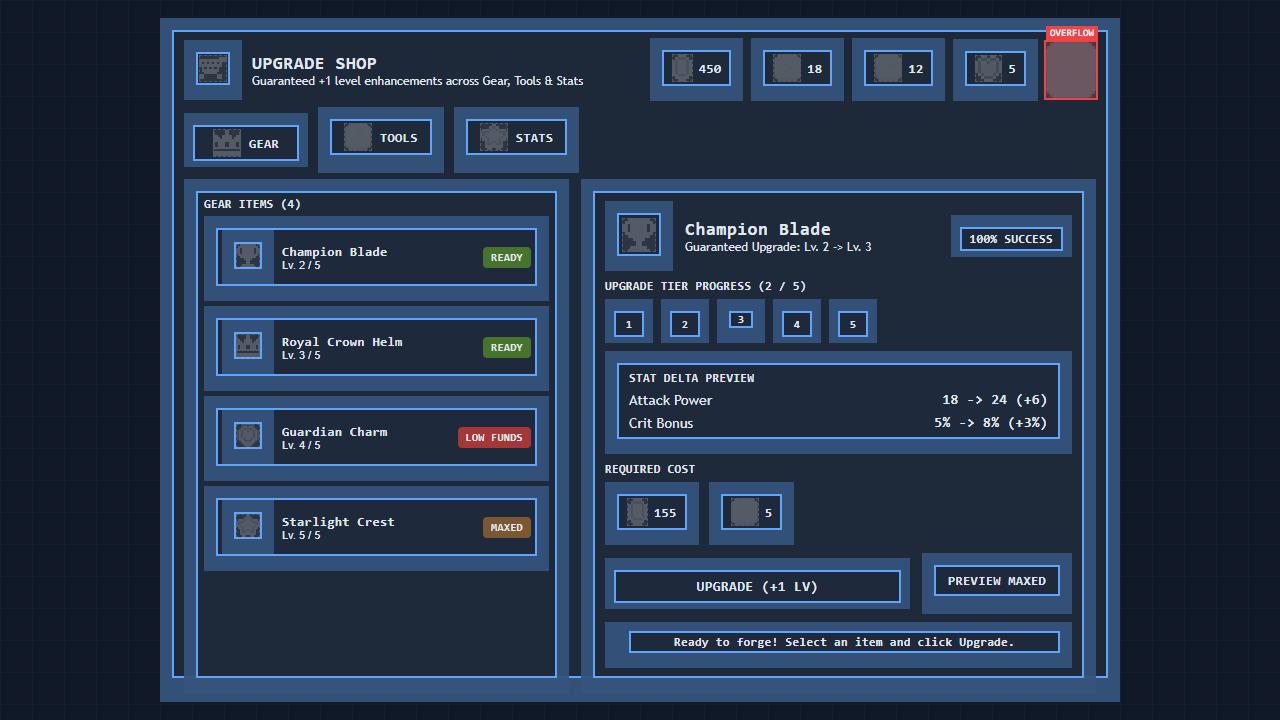 OVERFLOW
UPGRADE SHOP
Guaranteed +1 level enhancements across Gear, Tools & Stats
450
18
12
5
GEAR
TOOLS
STATS
GEAR ITEMS (4)
Champion Blade
Lv. 2 / 5
READY
Royal Crown Helm
Lv. 3 / 5
READY
Guardian Charm
Lv. 4 / 5
LOW FUNDS
Starlight Crest
Lv. 5 / 5
MAXED
Champion Blade
Guaranteed Upgrade: Lv. 2 -> Lv. 3
100% SUCCESS
UPGRADE TIER PROGRESS (2 / 5)
1
2
3
4
5
STAT DELTA PREVIEW
Attack Power 18 -> 24 (+6)
Crit Bonus 5% -> 8% (+3%)
REQUIRED COST
155
5
UPGRADE (+1 LV)
PREVIEW MAXED
Ready to forge! Select an item and click Upgrade.